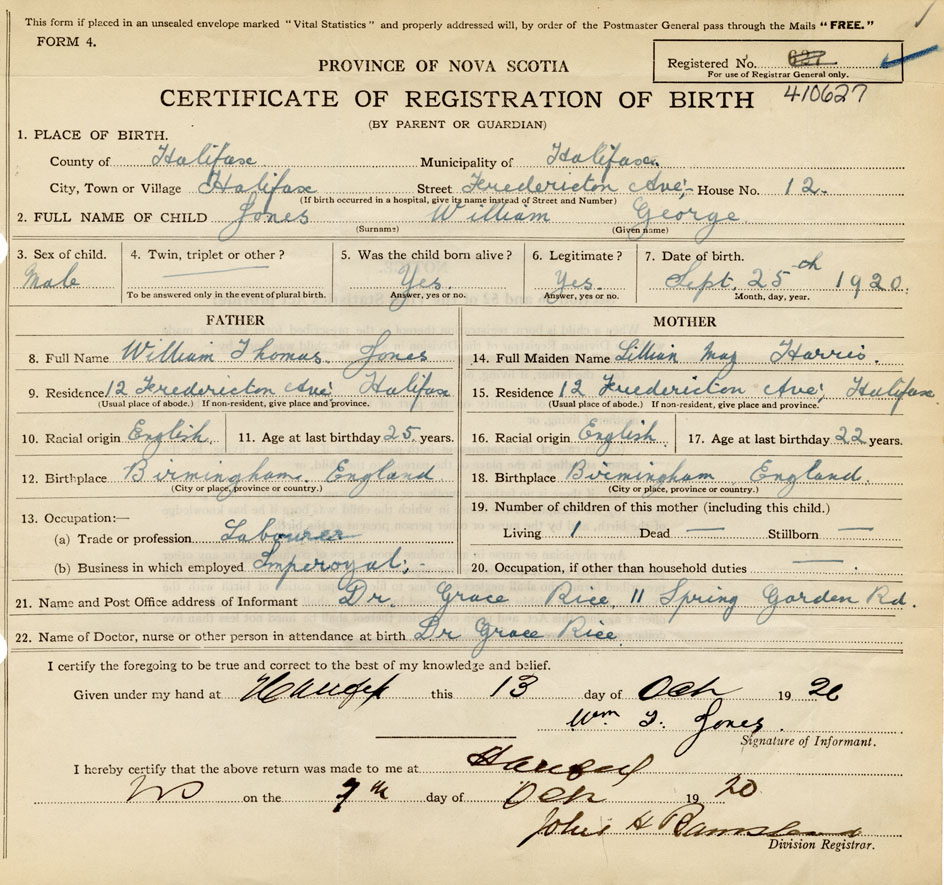 This form if placed in an unsealed envelope marked "Vital Statistics" and properly addressed will, by order of the Postmaster General pass through the Mails "FREE."
FORM 4.
PROVINCE OF NOVA SCOTIA
Registered No. 627
For use of Registrar General only.
CERTIFICATE OF REGISTRATION OF BIRTH 410627
(BY PARENT OR GUARDIAN)
1. PLACE OF BIRTH.
County of Halifax Municipality of Halifax.
City, Town or Village Halifax Street Fredericton Ave, House No. 12.
(If birth occurred in a hospital, give its name instead of Street and Number)
2. FULL NAME OF CHILD Jones William George
(Surname) (Given name)
3. Sex of child. 4. Twin, triplet or other? 5. Was the child born alive? 6. Legitimate? 7. Date of birth.
Male Yes. Yes. Sept. 25th 1920.
To be answered only in the event of plural birth. Answer, yes or no. Answer, yes or no. Month, day, year.
FATHER
8. Full Name William Thomas Jones
9. Residence 12 Fredericton Ave Halifax
(Usual place of abode.) If non-resident, give place and province.
10. Racial origin English. 11. Age at last birthday 25 years.
12. Birthplace Birmingham. England
(City or place, province or country.)
13. Occupation:—
(a) Trade or profession Labourer
(b) Business in which employed Imperoyal; -
MOTHER
14. Full Maiden Name Lillian May Harris.
15. Residence 12 Fredericton Ave; Halifax
(Usual place of abode.) If non-resident, give place and province.
16. Racial origin English. 17. Age at last birthday 22 years.
18. Birthplace Birmingham England.
(City or place, province or country.)
19. Number of children of this mother (including this child.)
Living 1 Dead — Stillborn —
20. Occupation, if other than household duties — .
21. Name and Post Office address of Informant Dr. Grace Rice, 11 Spring Garden Rd.
22. Name of Doctor, nurse or other person in attendance at birth Dr Grace Rice
I certify the foregoing to be true and correct to the best of my knowledge and belief.
Given under my hand at this 13 day of Oct 19 20
Wm T. Jones.
Signature of Informant.
I hereby certify that the above return was made to me at
on the 7th day of Oct 19 20
John H
Division Registrar.